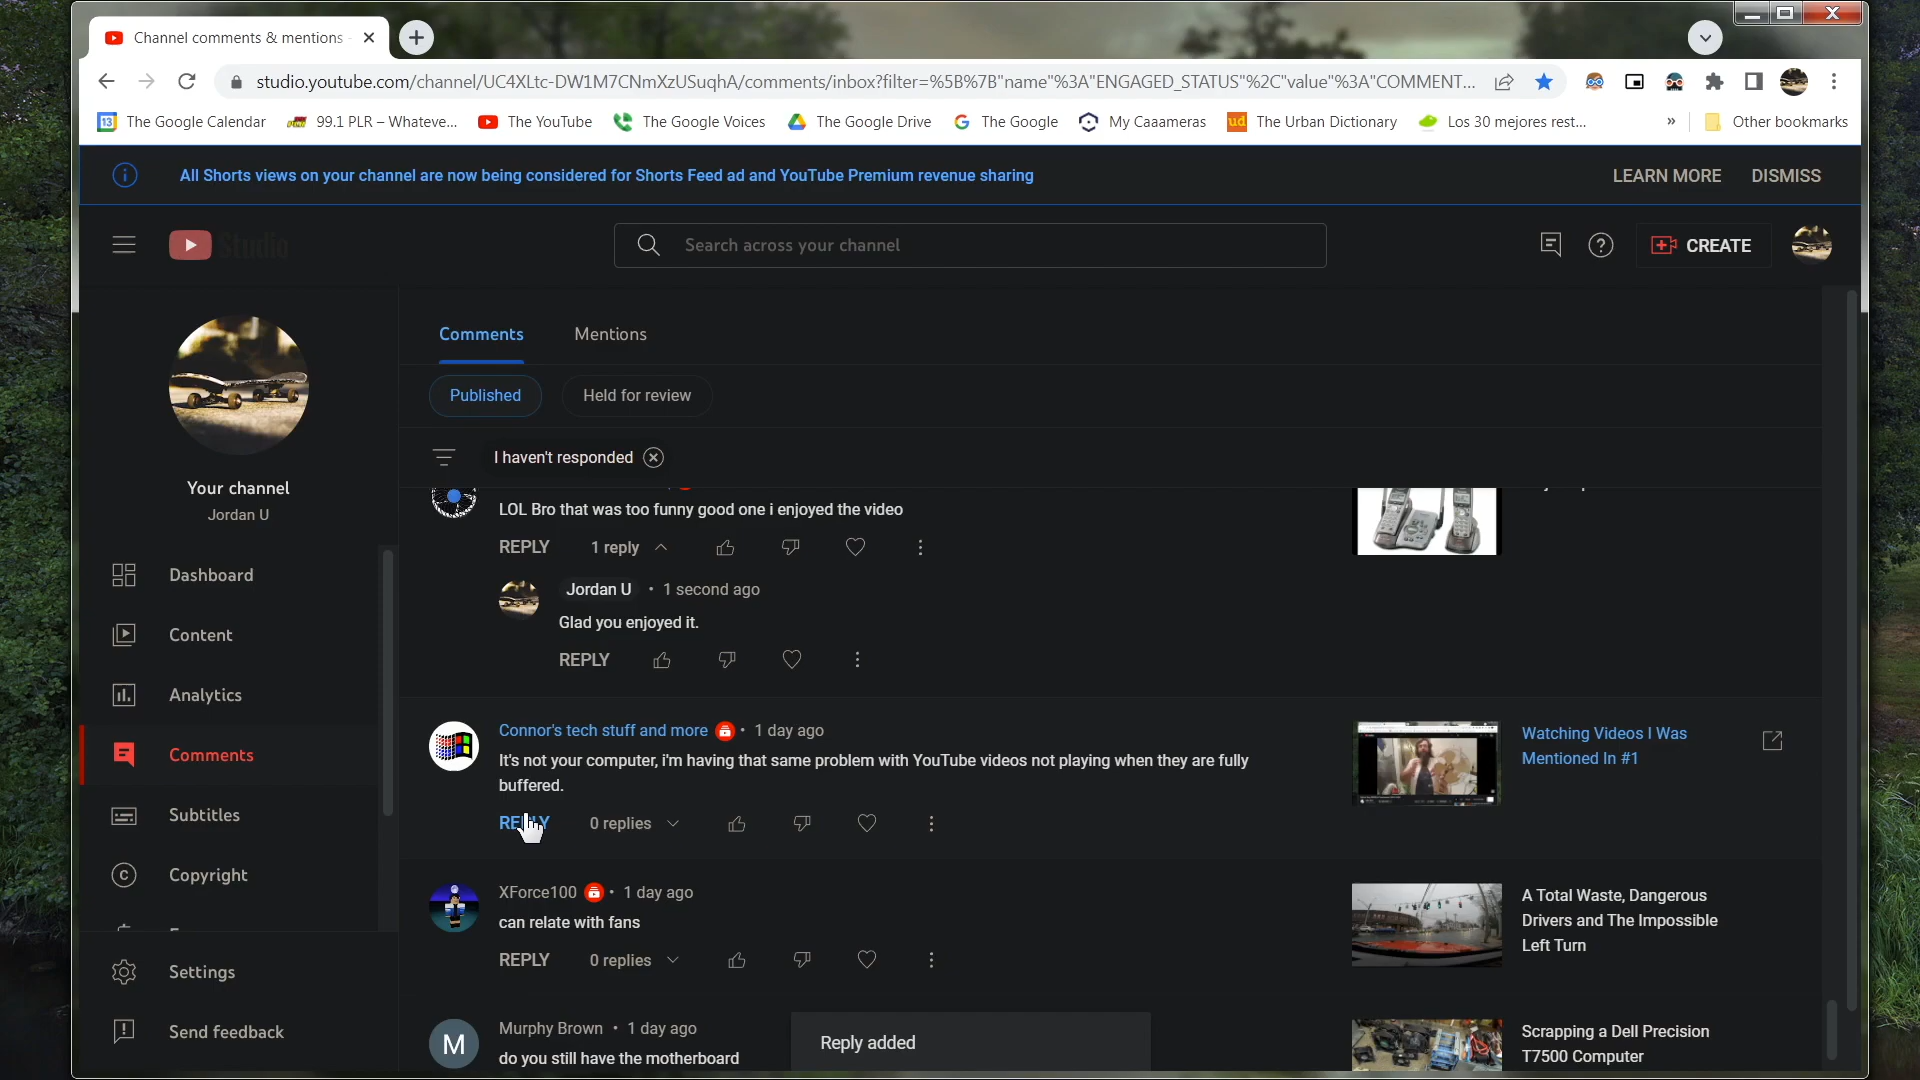 Channel comments & mentions
studio.youtube.com/channel/UC4XLtc-DW1M7CNmXzUSuqhA/comments/inbox?filter=%5B%7B"name"%3A"ENGAGED_STATUS"%2C"value"%3A"COMMENT...
13 The Google Calendar 99.1 PLR – Whateve... The YouTube The Google Voices The Google Drive The Google My Caaameras ud The Urban Dictionary Los 30 mejores rest... » Other bookmarks
All Shorts views on your channel are now being considered for Shorts Feed ad and YouTube Premium revenue sharing LEARN MORE DISMISS
Studio Search across your channel CREATE
Comments Mentions
Published Held for review
I haven't responded
Your channel
Jordan U
Dashboard
Content
Analytics
Comments
Subtitles
Copyright
Settings
Send feedback
LOL Bro that was too funny good one i enjoyed the video
REPLY 1 reply
Jordan U • 1 second ago
Glad you enjoyed it.
REPLY
Connor's tech stuff and more • 1 day ago
It's not your computer, i'm having that same problem with YouTube videos not playing when they are fully
buffered.
REPLY 0 replies
Watching Videos I Was
Mentioned In #1
XForce100 • 1 day ago
can relate with fans
REPLY 0 replies
A Total Waste, Dangerous
Drivers and The Impossible
Left Turn
M Murphy Brown • 1 day ago
do you still have the motherboard
Scrapping a Dell Precision
T7500 Computer
Reply added